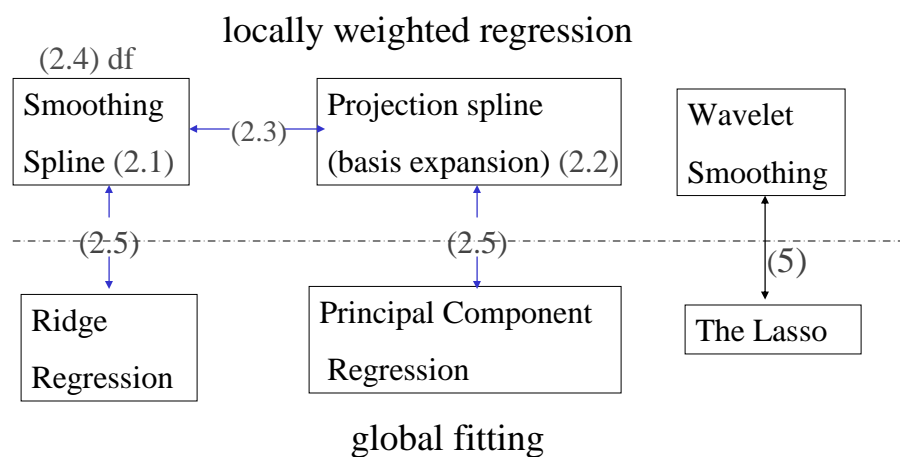 locally weighted regression
(2.4) df
Smoothing
Spline (2.1)
(2.3)
Projection spline
(basis expansion) (2.2)
Wavelet
Smoothing
(2.5)
(2.5)
(5)
Ridge
Regression
Principal Component
Regression
The Lasso
global fitting